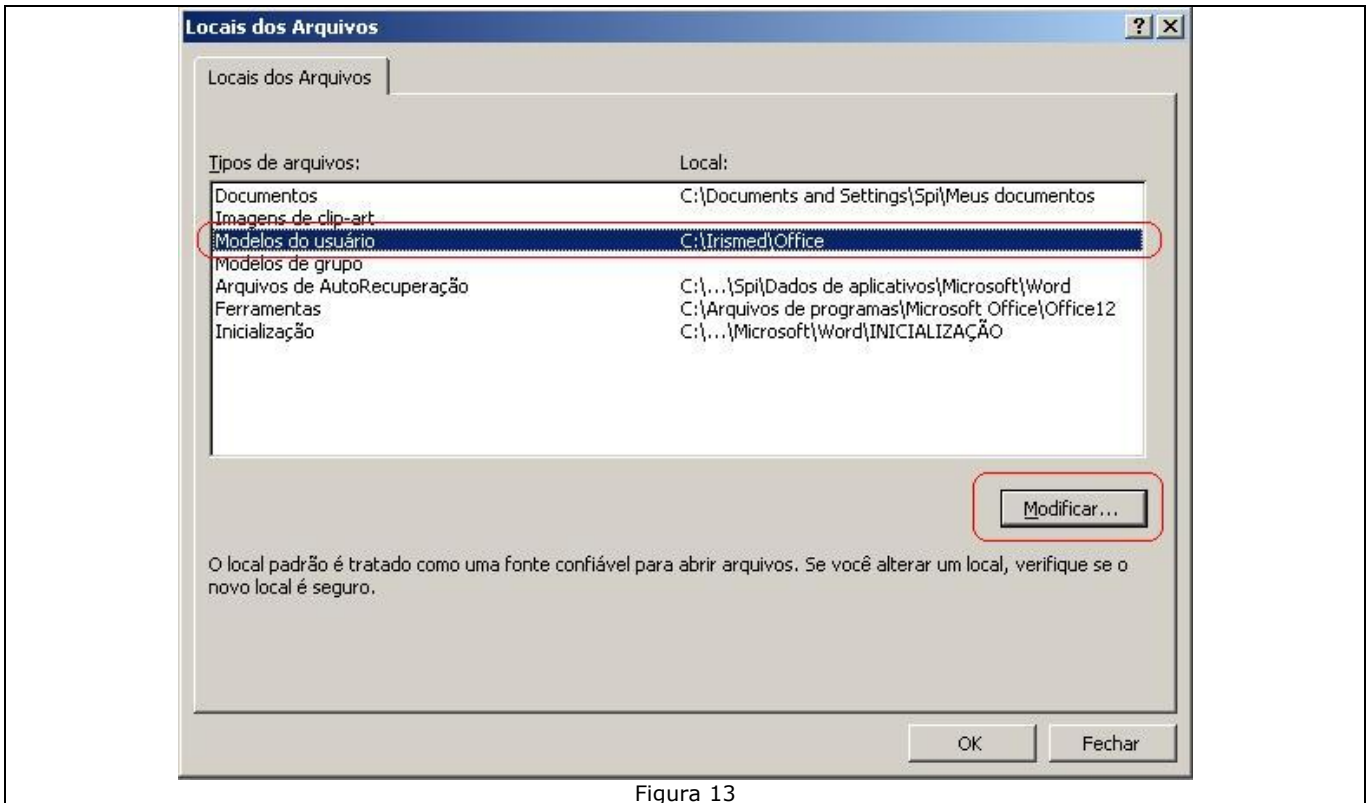 Locais dos Arquivos
Locais dos Arquivos
Tipos de arquivos: Local:
Documentos C:\Documents and Settings\Spi\Meus documentos
Imagens de clip-art
Modelos do usuário C:\Irismed\Office
Modelos de grupo
Arquivos de AutoRecuperação C:\...\Spi\Dados de aplicativos\Microsoft\Word
Ferramentas C:\Arquivos de programas\Microsoft Office\Office12
Inicialização C:\...\Microsoft\Word\INICIALIZAÇÃO
Modificar...
O local padrão é tratado como uma fonte confiável para abrir arquivos. Se você alterar um local, verifique se o
novo local é seguro.
OK Fechar
Figura 13